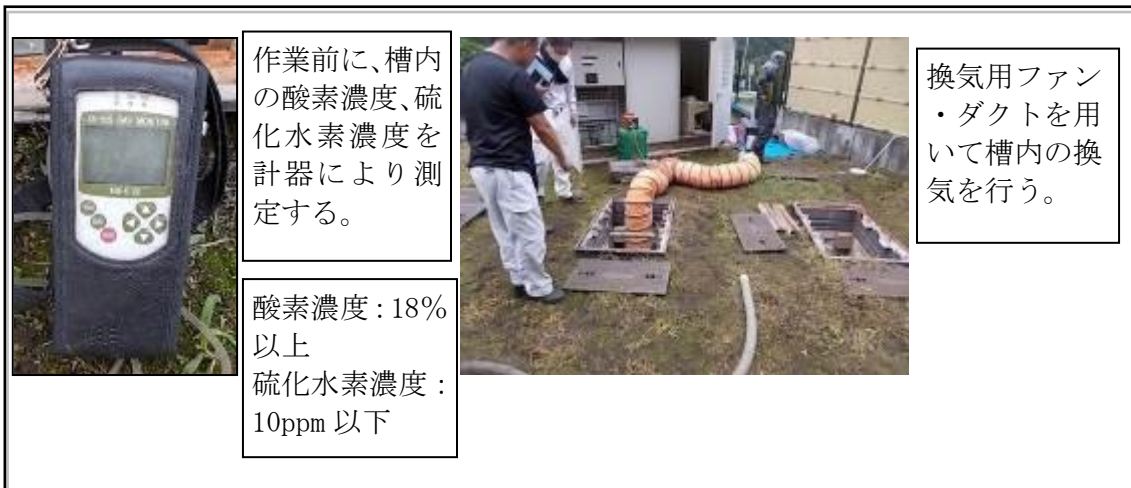 作業前に、槽内
の酸素濃度、硫
化水素濃度を
計器により測
定する。
酸素濃度：18％
以上
硫化水素濃度：
10ppm 以下
換気用ファン
・ダクトを用
いて槽内の換
気を行う。